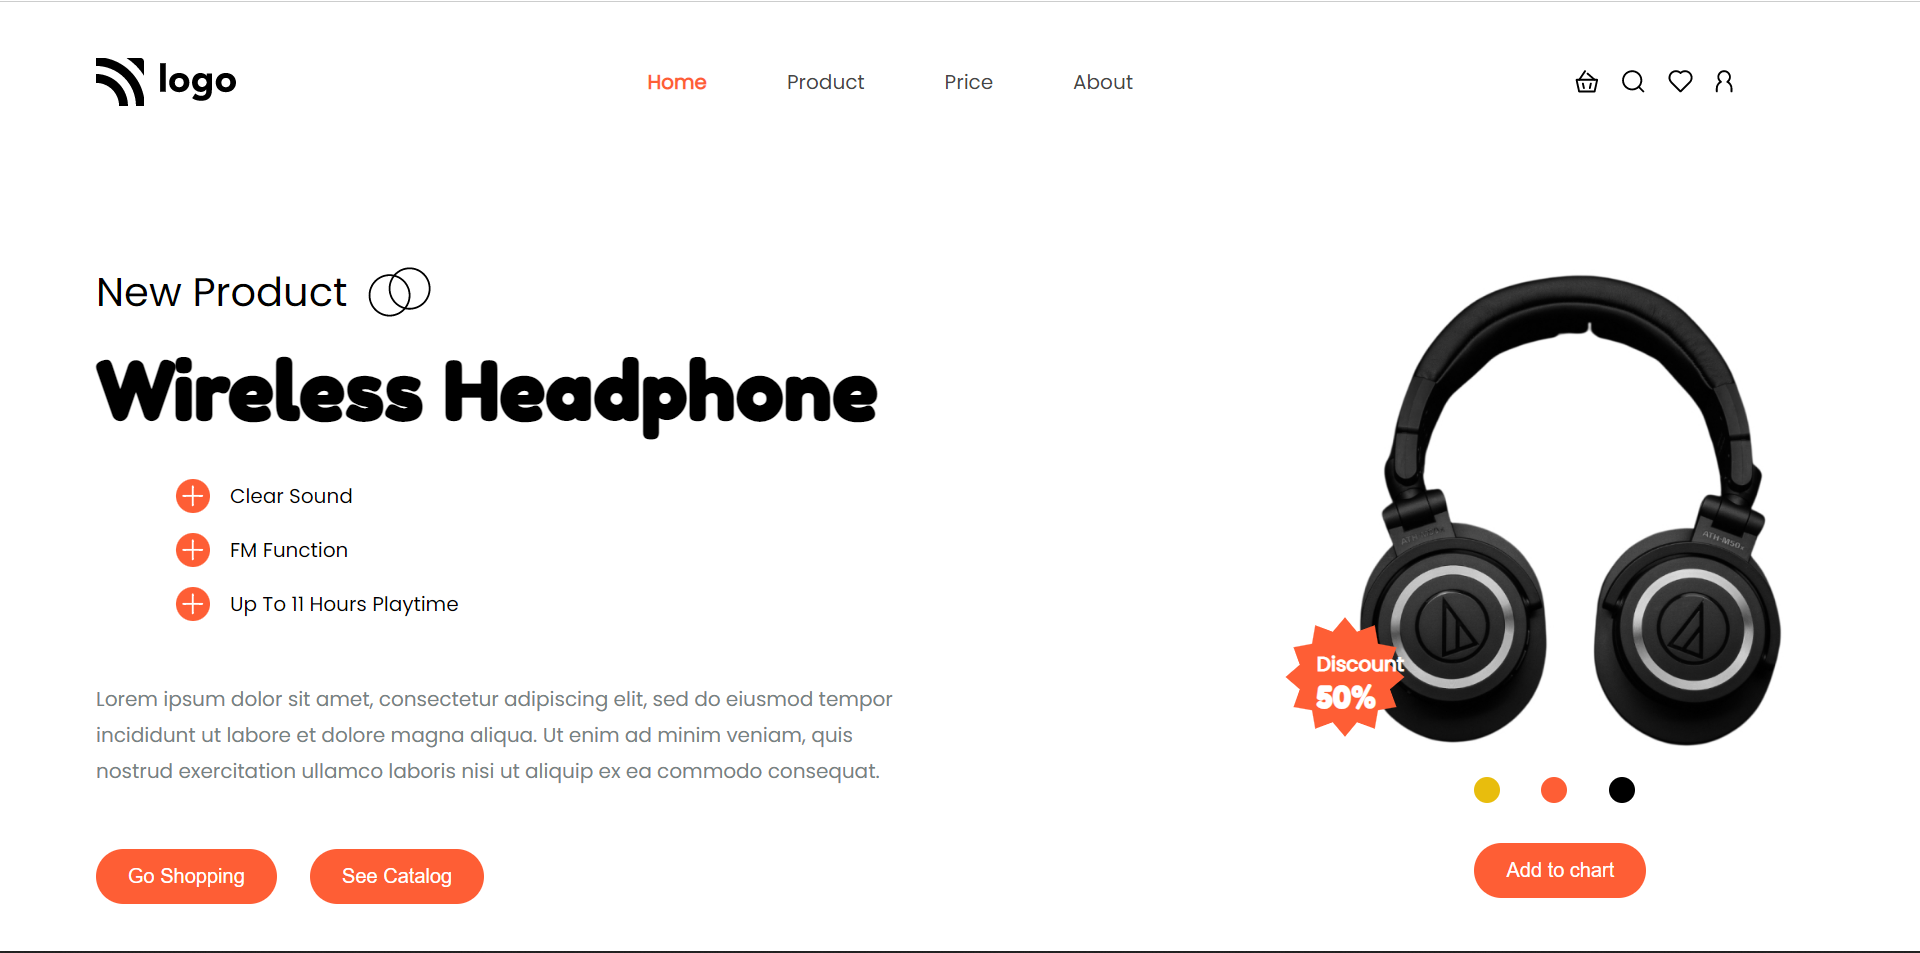 logo
Home
Product
Price
About
New Product
Wireless Headphone
Clear Sound
FM Function
Up To 11 Hours Playtime
Lorem ipsum dolor sit amet, consectetur adipiscing elit, sed do eiusmod tempor
incididunt ut labore et dolore magna aliqua. Ut enim ad minim veniam, quis
nostrud exercitation ullamco laboris nisi ut aliquip ex ea commodo consequat.
Go Shopping
See Catalog
ATH-M50x
Discount
50%
Add to chart